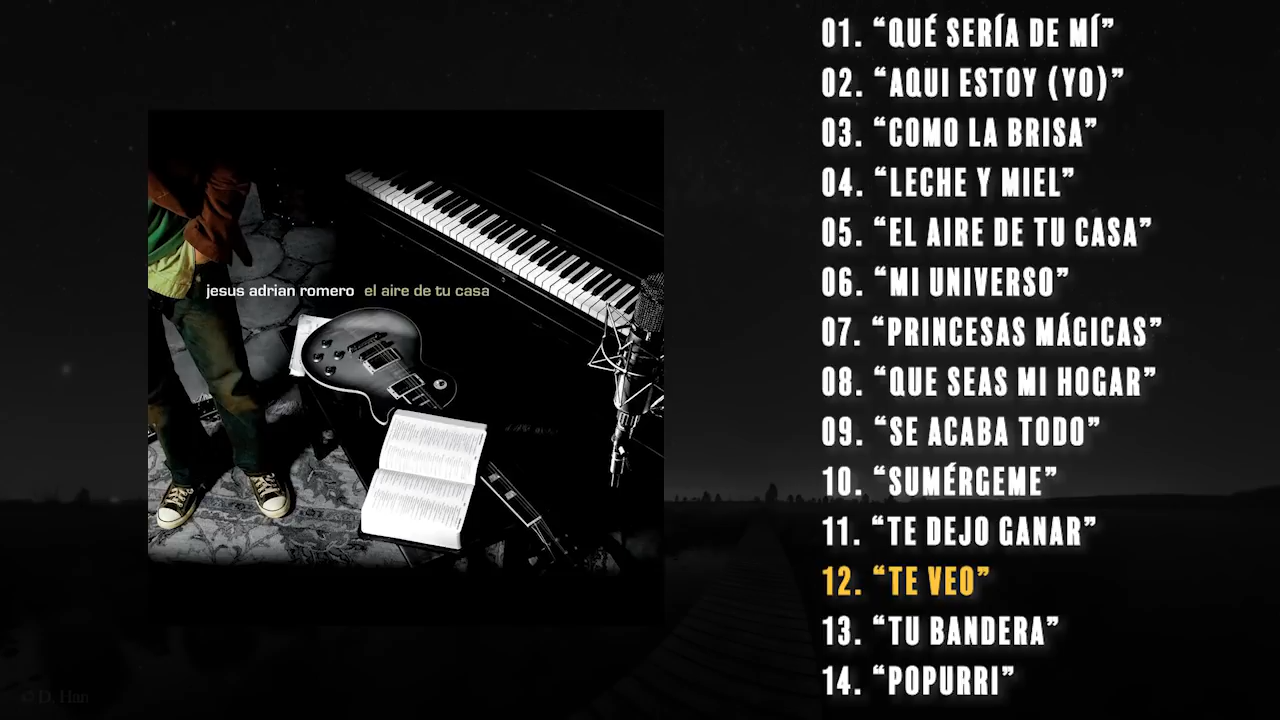 jesus adrian romero el aire de tu casa
01. “QUÉ SERÍA DE MÍ”
02. “AQUI ESTOY (YO)”
03. “COMO LA BRISA”
04. “LECHE Y MIEL”
05. “EL AIRE DE TU CASA”
06. “MI UNIVERSO”
07. “PRINCESAS MÁGICAS”
08. “QUE SEAS MI HOGAR”
09. “SE ACABA TODO”
10. “SUMÉRGEME”
11. “TE DEJO GANAR”
12. “TE VEO”
13. “TU BANDERA”
14. “POPURRI”
© D. Han